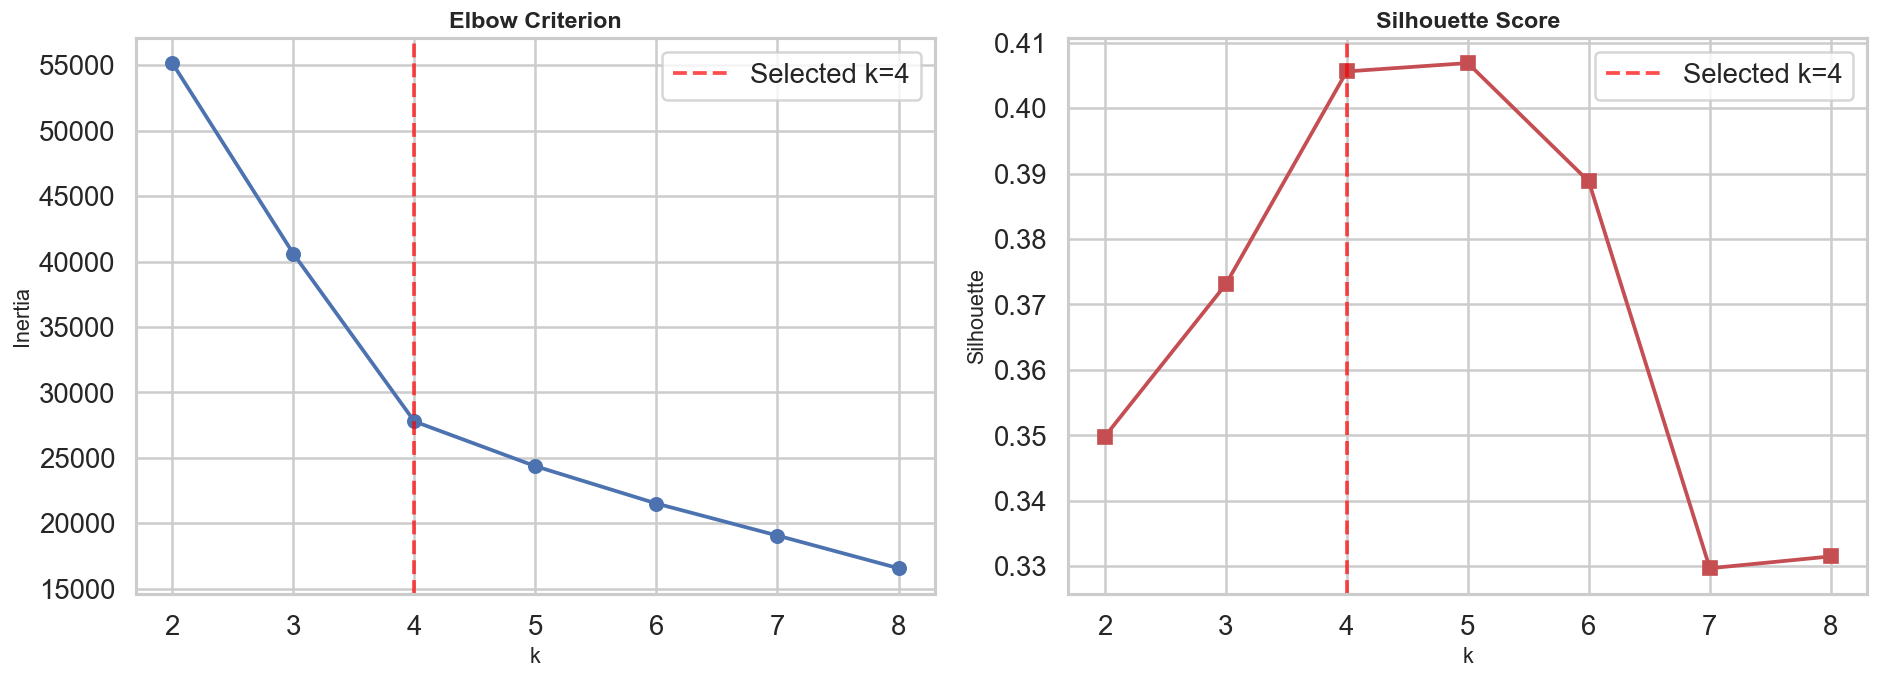 Elbow Criterion
55000
50000
45000
40000
35000
30000
25000
20000
15000
Inertia
2 3 4 5 6 7 8
k
Selected k=4
Silhouette Score
0.41
0.40
0.39
0.38
0.37
0.36
0.35
0.34
0.33
Silhouette
2 3 4 5 6 7 8
k
Selected k=4